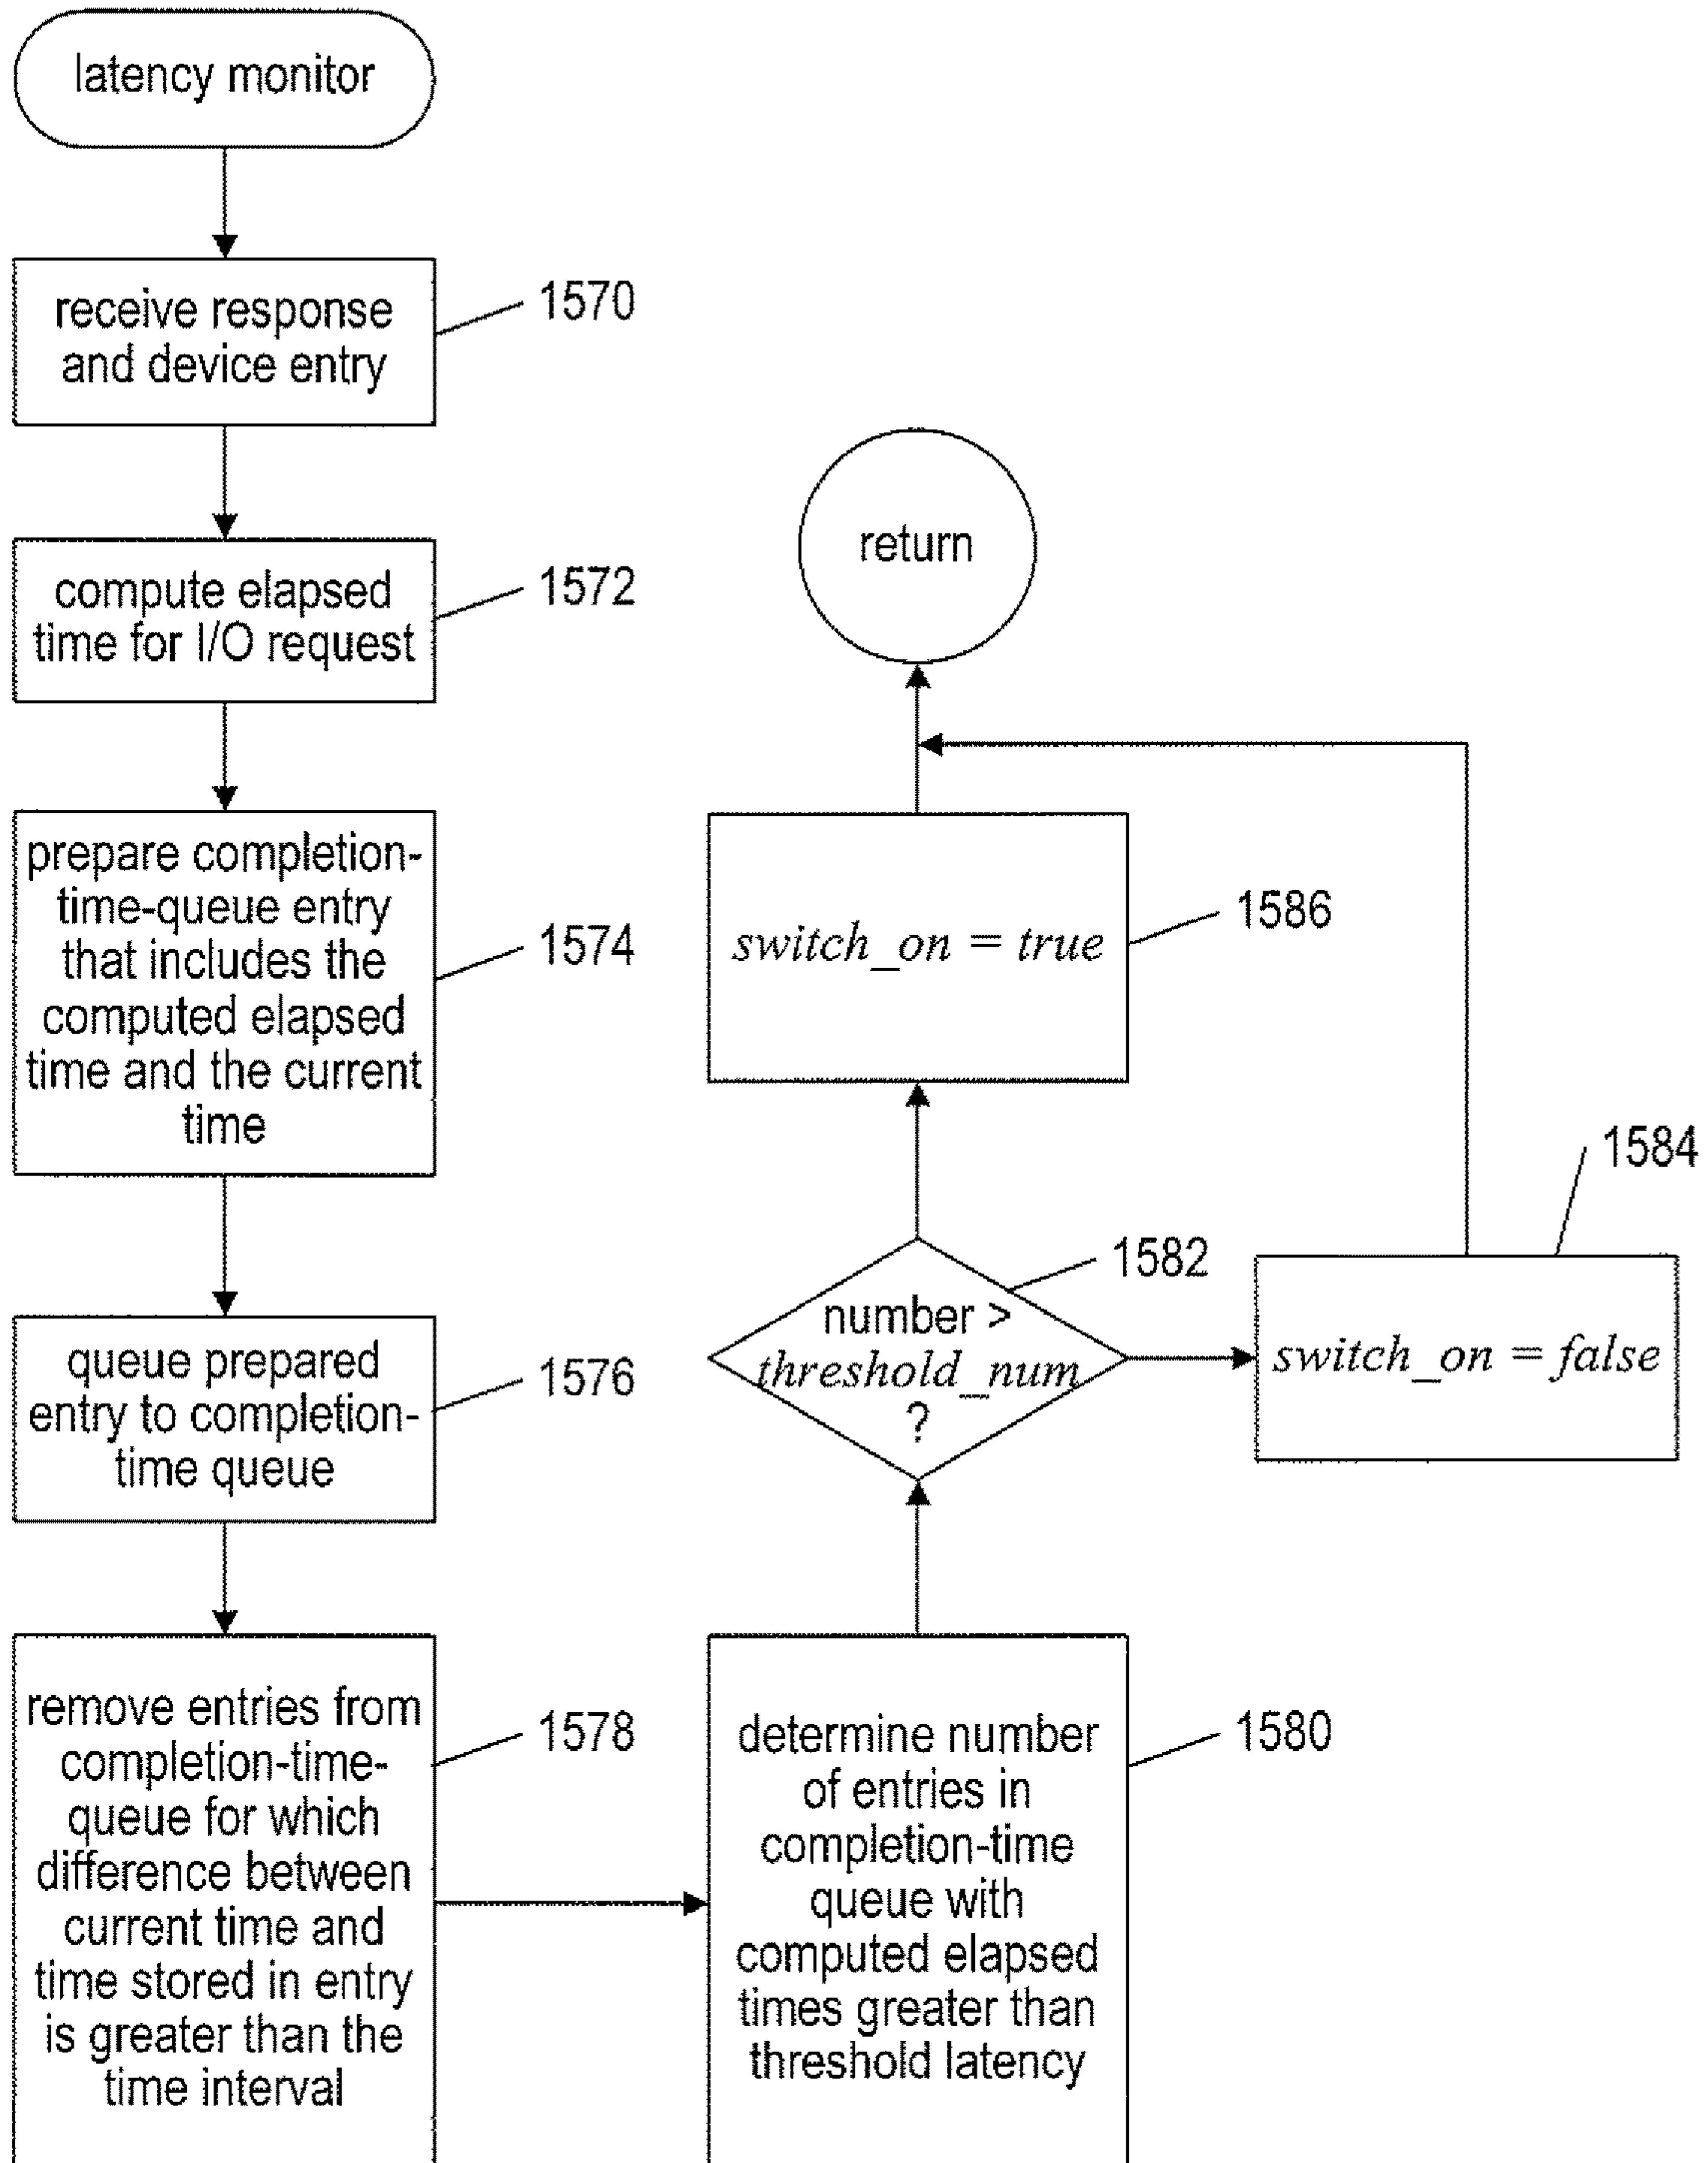 latency monitor
receive response
and device entry
1570
compute elapsed
time for I/O request
1572
prepare completion-
time-queue entry
that includes the
computed elapsed
time and the current
time
1574
queue prepared
entry to completion-
time queue
1576
remove entries from
completion-time-
queue for which
difference between
current time and
time stored in entry
is greater than the
time interval
1578
determine number
of entries in
completion-time
queue with
computed elapsed
times greater than
threshold latency
1580
number >
threshold_num
?
1582
switch_on = false
1584
switch_on = true
1586
return